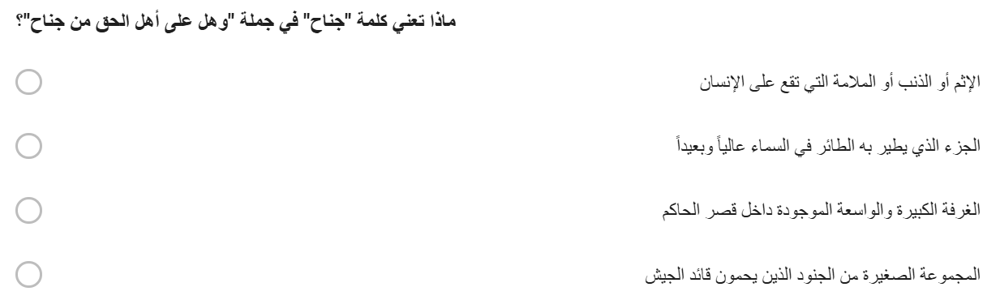 ماذا تعني كلمة "جناح" في جملة "وهل على أهل الحق من جناح"؟
الإثم أو الذنب أو الملامة التي تقع على الإنسان
الجزء الذي يطير به الطائر في السماء عالياً وبعيداً
الغرفة الكبيرة والواسعة الموجودة داخل قصر الحاكم
المجموعة الصغيرة من الجنود الذين يحمون قائد الجيش